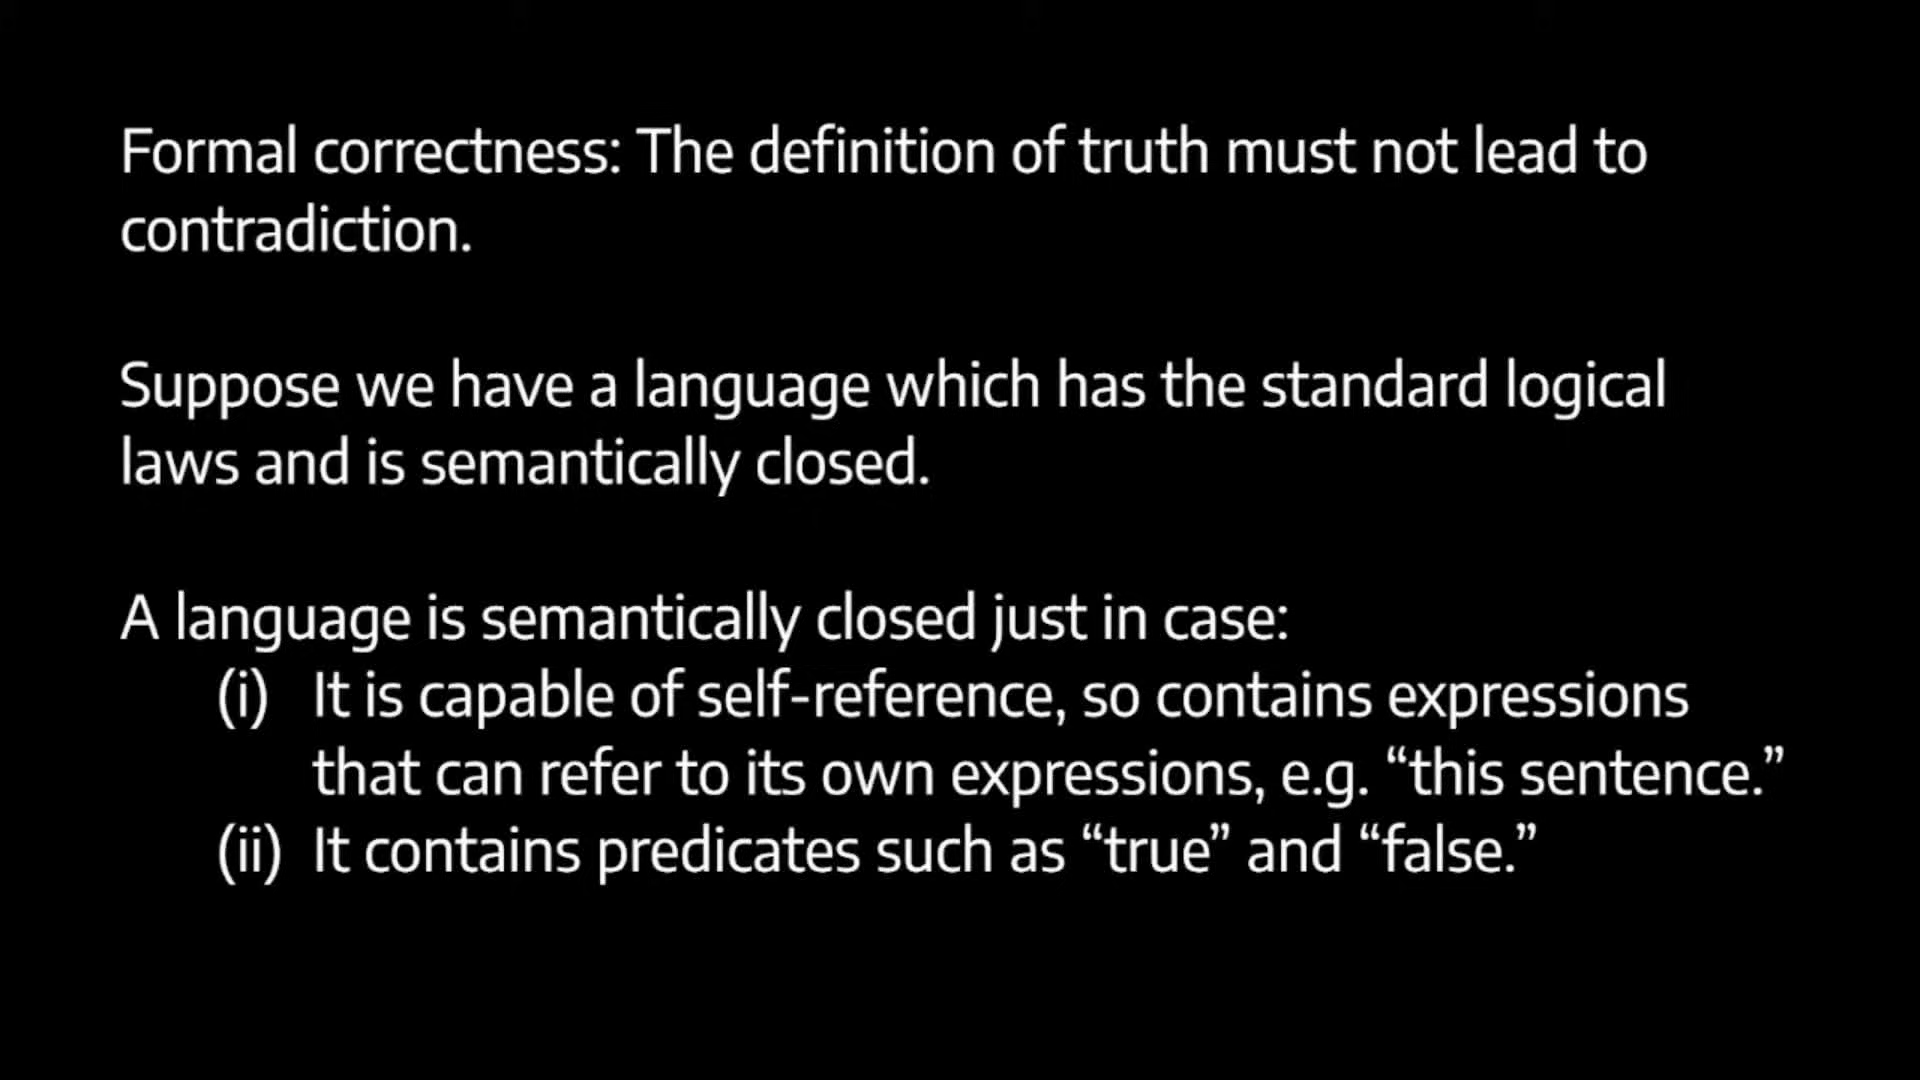 Formal correctness: The definition of truth must not lead to
contradiction.
Suppose we have a language which has the standard logical
laws and is semantically closed.
A language is semantically closed just in case:
(i) It is capable of self-reference, so contains expressions
that can refer to its own expressions, e.g. “this sentence.”
(ii) It contains predicates such as “true” and “false.”